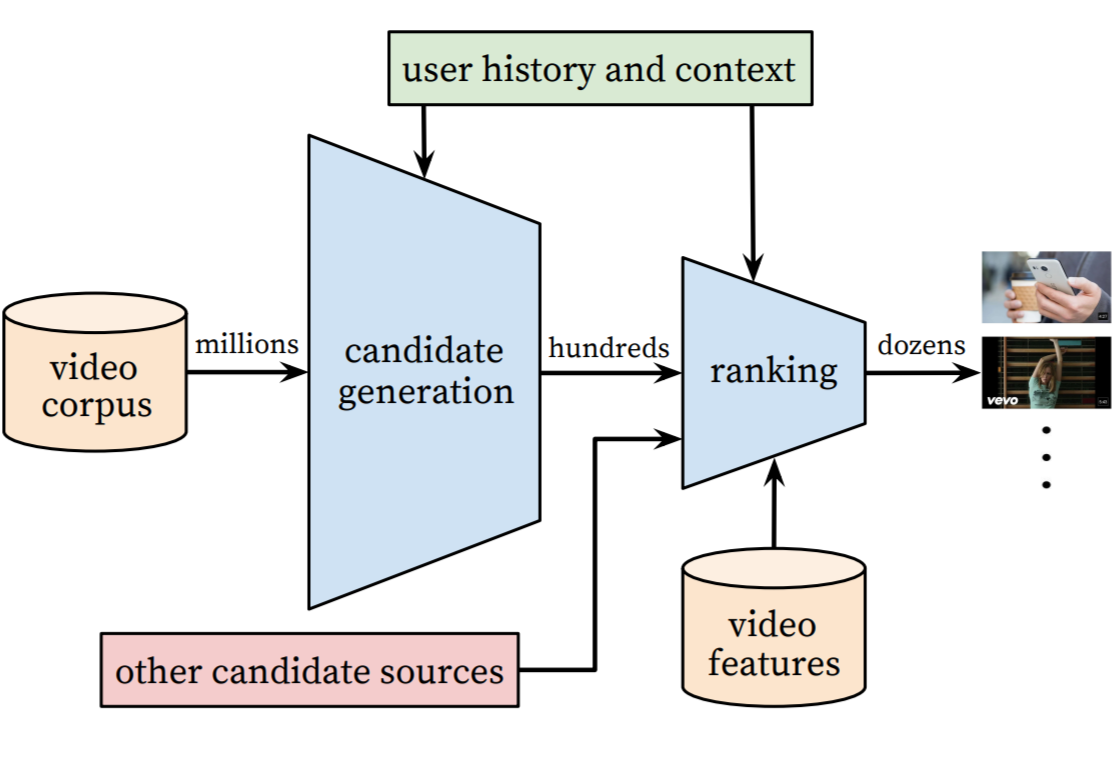 user history and context
millions
hundreds
dozens
video
corpus
candidate
generation
ranking
vevo
other candidate sources
video
features